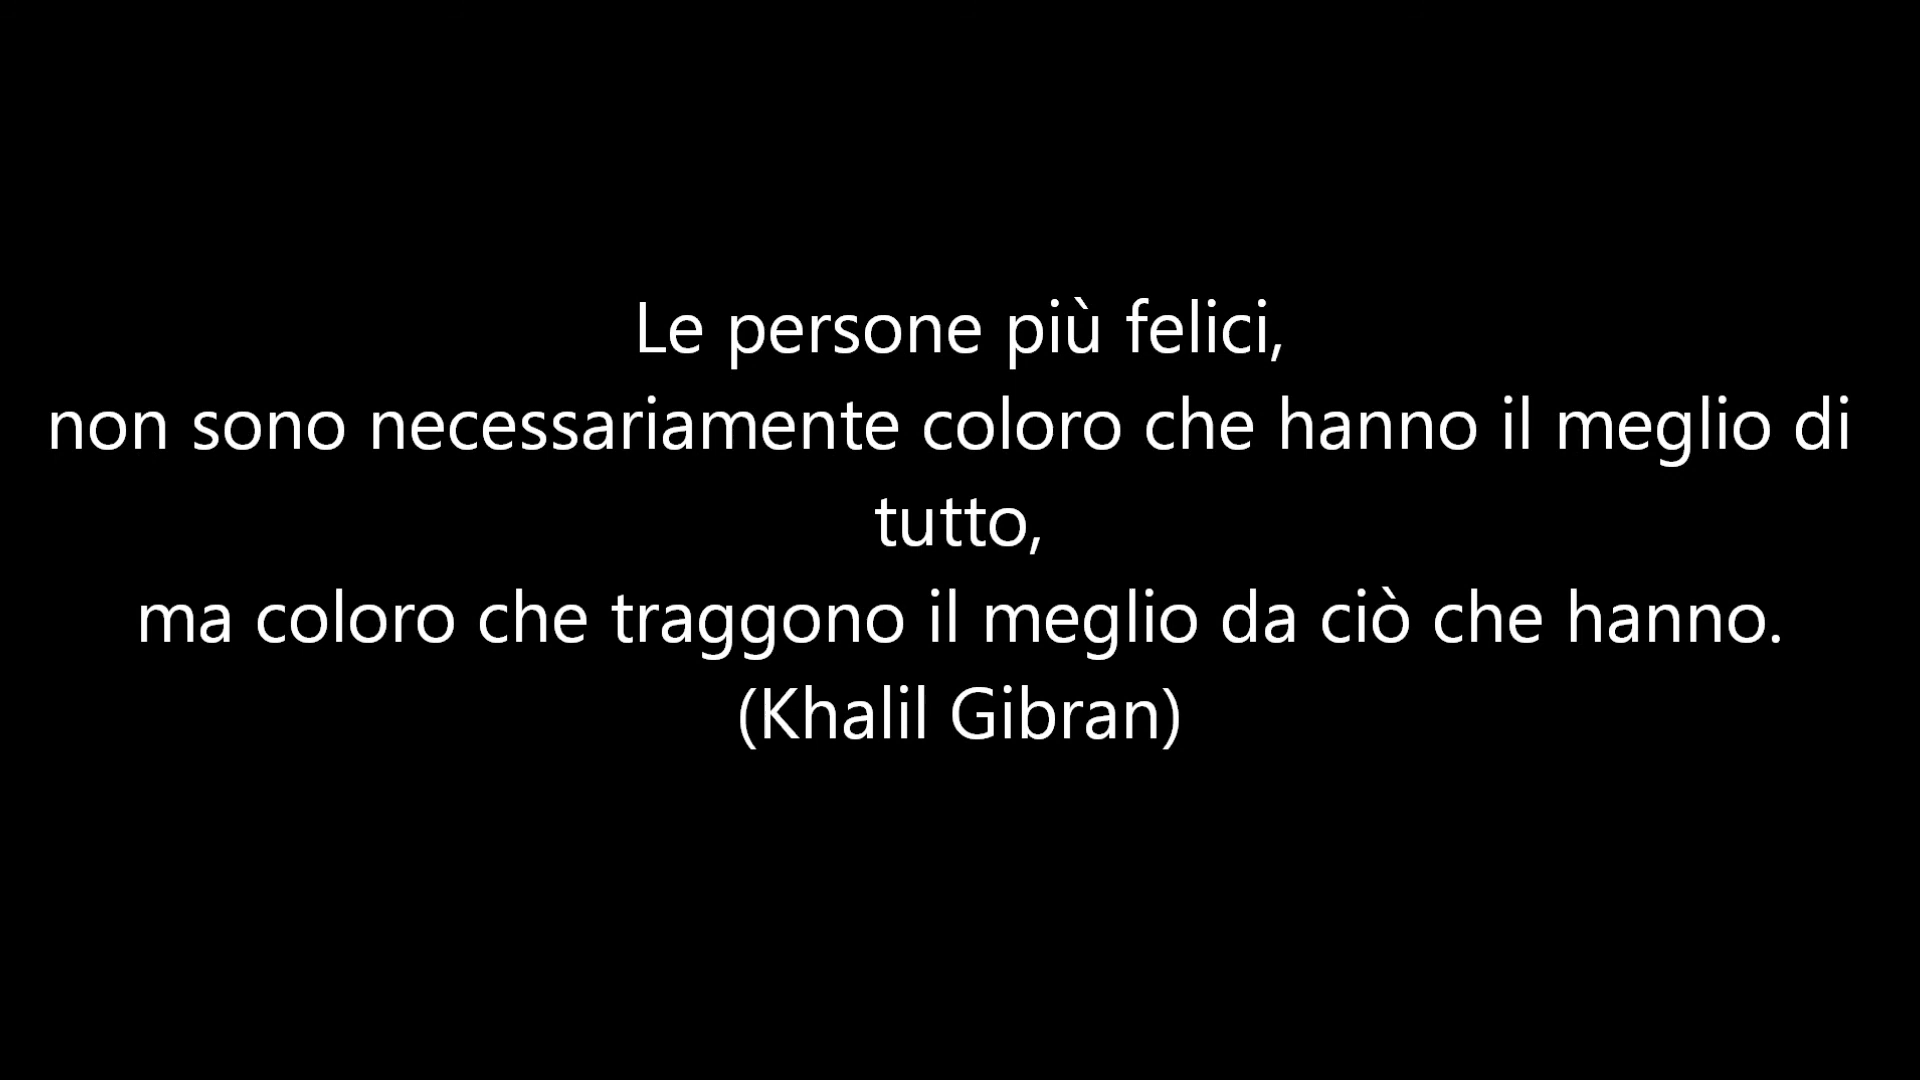 Le persone più felici,
non sono necessariamente coloro che hanno il meglio di
tutto,
ma coloro che traggono il meglio da ciò che hanno.
(Khalil Gibran)